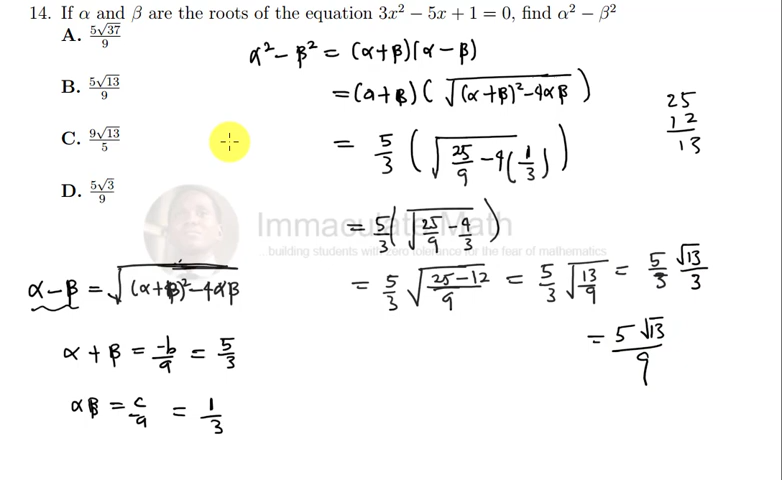 14. If α and β are the roots of the equation 3x² − 5x + 1 = 0, find α² − β²
A. 5√37/9
B. 5√13/9
C. 9√13/5
D. 5√3/9
α² − β² = (α+β)(α − β)
= (α+β)(√((α+β)² − 4αβ))
= 5/3 (√(25/9 − 4(1/3)))
= 5/3 (√(25/9 − 4/3))
= 5/3 √((25−12)/9) = 5/3 √(13/9) = 5/3 √13/3
= 5√13/9
25
12
13
Immaculate Math
..building students with zero tolerance for the fear of mathematics
α − β = √((α+β)² − 4αβ)
α + β = −b/a = 5/3
αβ = c/a = 1/3